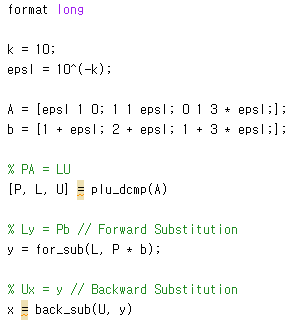 format long
k = 10;
epsl = 10^(-k);
A = [epsl 1 0; 1 1 epsl; 0 1 3 * epsl;];
b = [1 + epsl; 2 + epsl; 1 + 3 * epsl;];
% PA = LU
[P, L, U] = plu_dcmp(A)
% Ly = Pb // Forward Substitution
y = for_sub(L, P * b);
% Ux = y // Backward Substitution
x = back_sub(U, y)